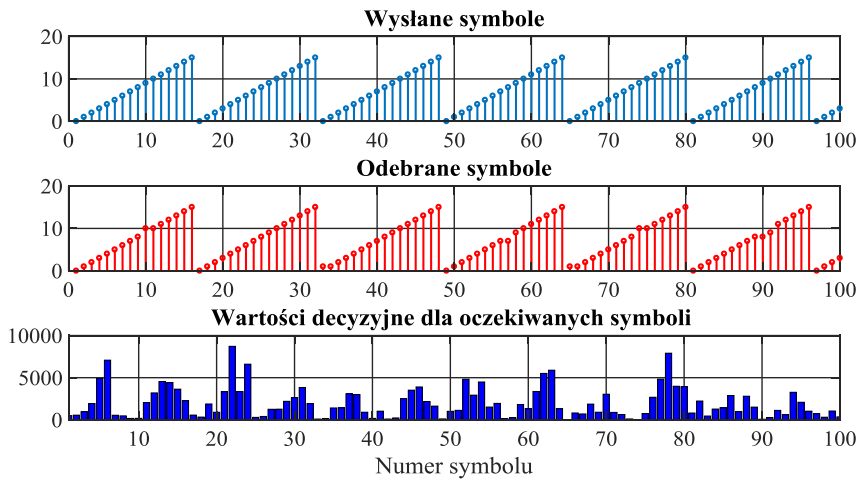 Wysłane symbole
20
10
0
0 10 20 30 40 50 60 70 80 90 100
Odebrane symbole
20
10
0
0 10 20 30 40 50 60 70 80 90 100
Wartości decyzyjne dla oczekiwanych symboli
10000
5000
0
10 20 30 40 50 60 70 80 90 100
Numer symbolu